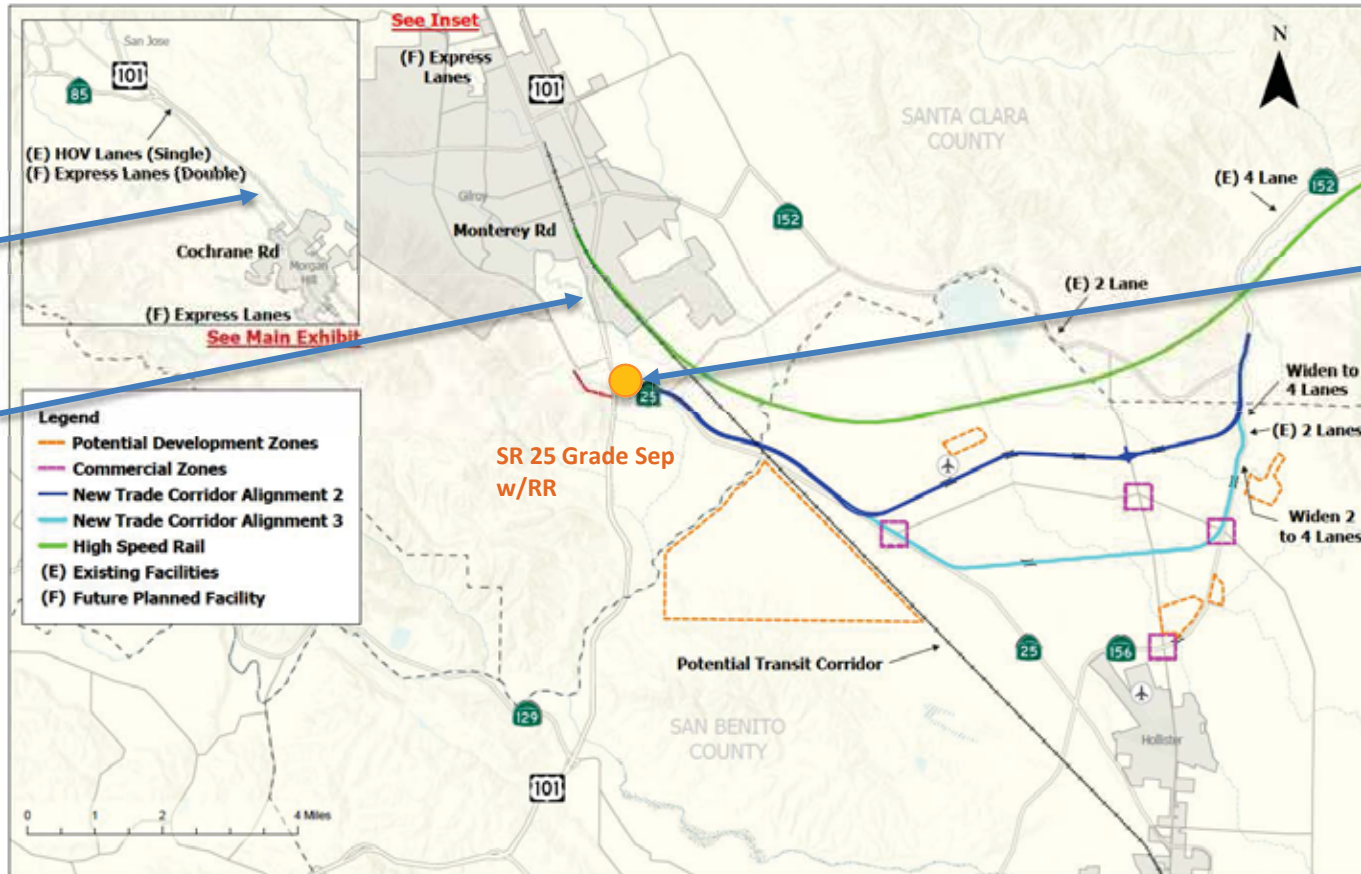 San Jose
101
85
(E) HOV Lanes (Single)
(F) Express Lanes (Double)
Cochrane Rd
Morgan
Hill
(F) Express Lanes
See Main Exhibit
See Inset
(F) Express
Lanes
101
N
SANTA CLARA
COUNTY
(E) 4 Lane
152
Gilroy
Monterey Rd
152
(E) 2 Lane
Widen to
4 Lanes
(E) 2 Lanes
25
SR 25 Grade Sep
w/RR
Widen 2
to 4 Lanes
Legend
Potential Development Zones
Commercial Zones
New Trade Corridor Alignment 2
New Trade Corridor Alignment 3
High Speed Rail
(E) Existing Facilities
(F) Future Planned Facility
Potential Transit Corridor
25
156
129
SAN BENITO
COUNTY
Hollister
101
0 1 2 4 Miles